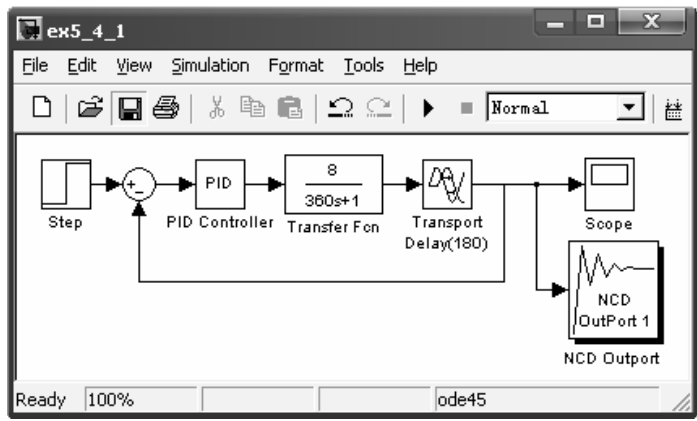 ex5_4_1
File Edit View Simulation Format Tools Help
Normal
+
-
PID
8
360s+1
Step
PID Controller
Transfer Fcn
Transport
Delay(180)
Scope
NCD
OutPort 1
NCD Outport
Ready 100% ode45